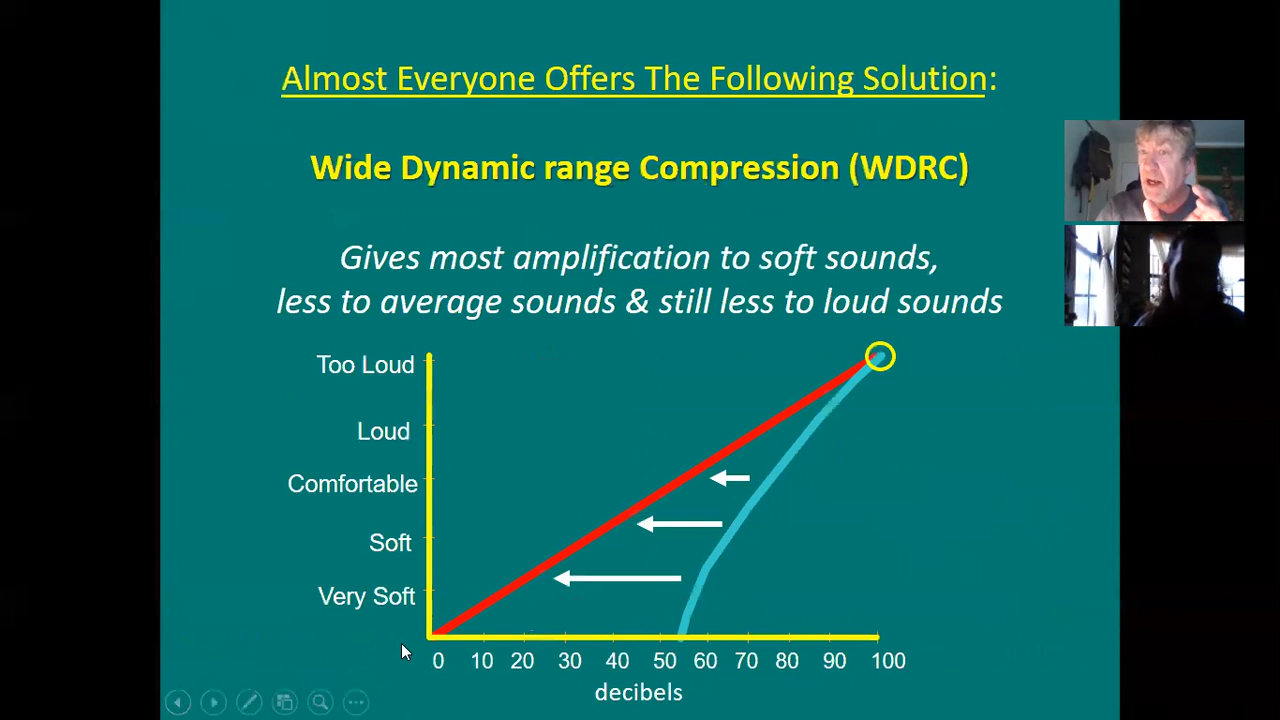 Almost Everyone Offers The Following Solution:
Wide Dynamic range Compression (WDRC)
Gives most amplification to soft sounds,
less to average sounds & still less to loud sounds
Too Loud
Loud
Comfortable
Soft
Very Soft
0 10 20 30 40 50 60 70 80 90 100
decibels